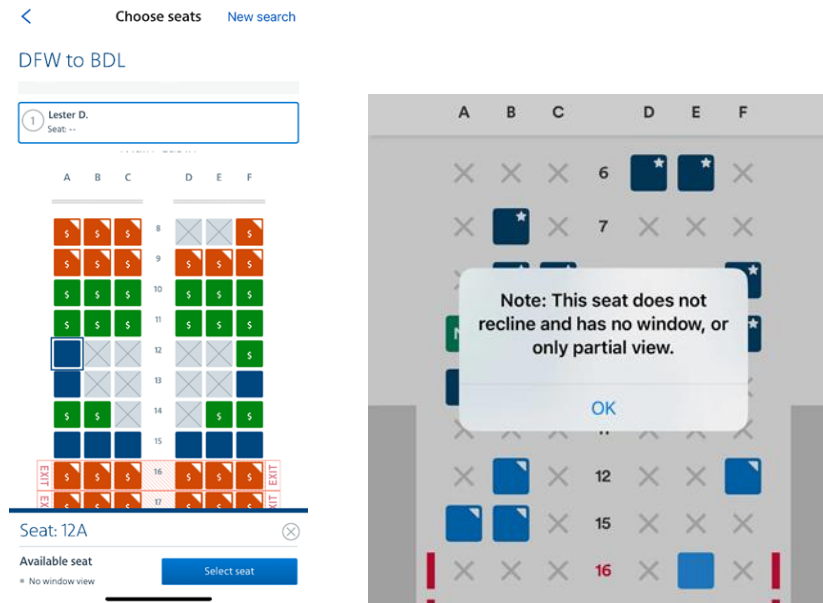 Choose seats
New search
DFW to BDL
1
Lester D.
Seat: --
A B C D E F
$ $ $ 8 $
$ $ $ 9 $ $ $
$ $ $ 10 $ $ $
$ $ $ 11 $ $ $
12 $
13
$ $ 14 $ $
15
EXIT $ $ $ 16 $ $ $ EXIT
$ $ $ 17 $ $ $
Seat: 12A
Available seat
No window view
Select seat
A B C D E F
6
7
Note: This seat does not
recline and has no window, or
only partial view.
OK
12
15
16